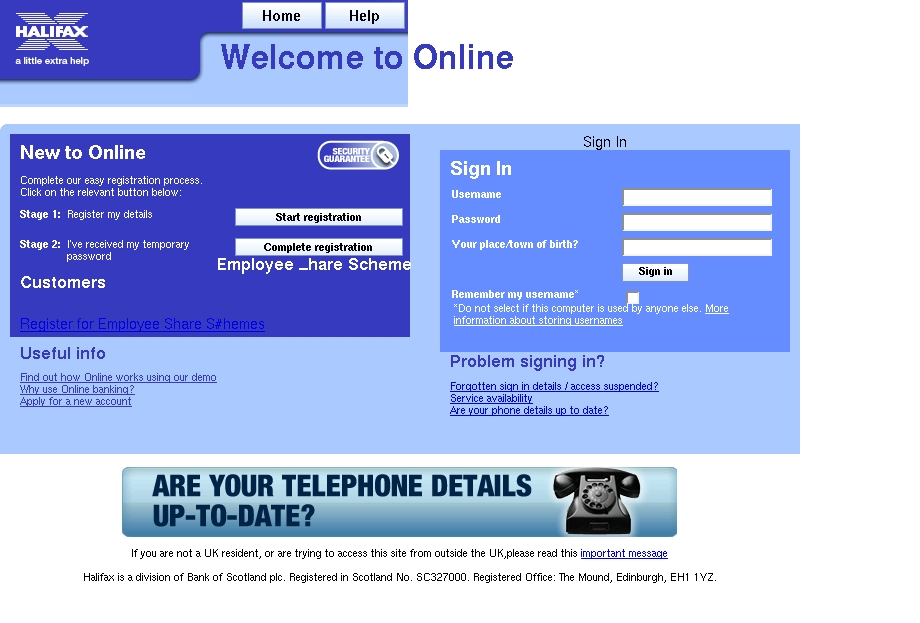 Home Help
HALIFAX
a little extra help
Welcome to Online
New to Online
SECURITY GUARANTEE
Complete our easy registration process.
Click on the relevant button below:
Stage 1: Register my details
Start registration
Stage 2: I've received my temporary
password
Complete registration
Employee _hare Scheme
Customers
Register for Employee Share S#hemes
Useful info
Find out how Online works using our demo
Why use Online banking?
Apply for a new account
Sign In
Sign In
Username
Password
Your place/town of birth?
Sign in
Remember my username*
*Do not select if this computer is used by anyone else. More
information about storing usernames
Problem signing in?
Forgotten sign in details / access suspended?
Service availability
Are your phone details up to date?
ARE YOUR TELEPHONE DETAILS
UP-TO-DATE?
If you are not a UK resident, or are trying to access this site from outside the UK,please read this important message
Halifax is a division of Bank of Scotland plc. Registered in Scotland No. SC327000. Registered Office: The Mound, Edinburgh, EH1 1YZ.